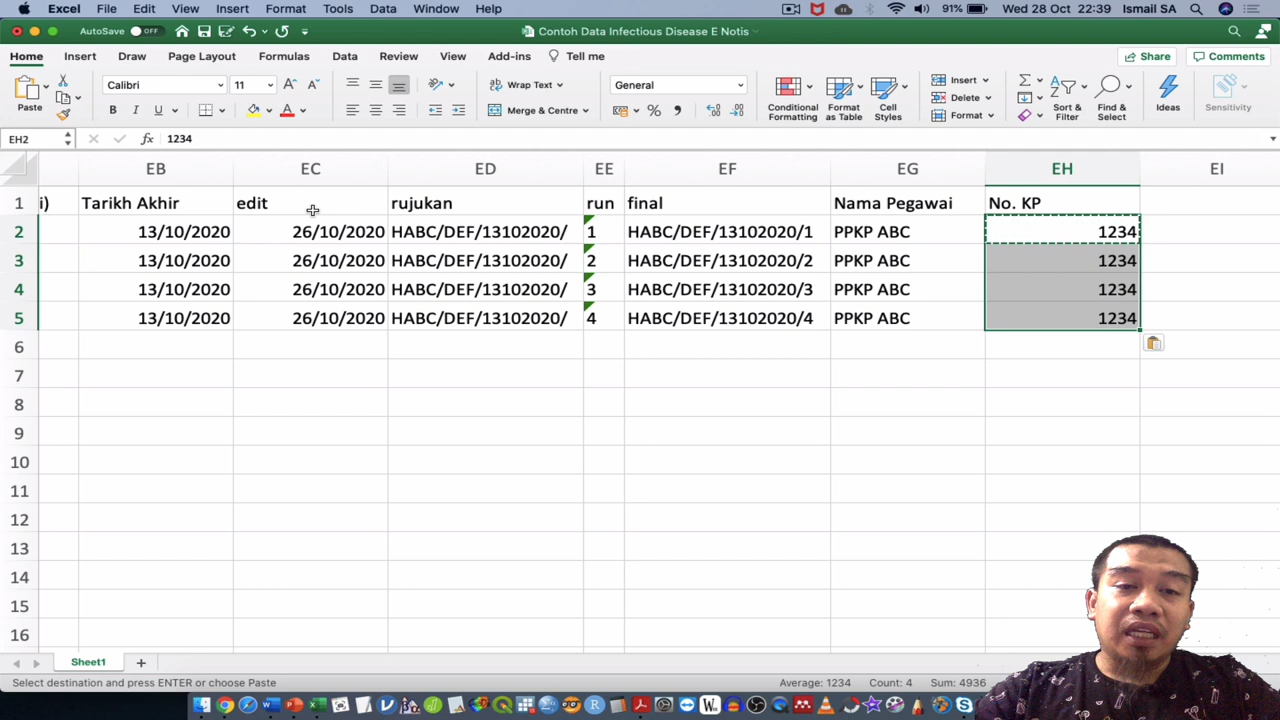 Excel File Edit View Insert Format Tools Data Window Help 91% Wed 28 Oct 22:39 Ismail SA
AutoSave OFF Contoh Data Infectious Disease E Notis
Home Insert Draw Page Layout Formulas Data Review View Add-ins Tell me Share Comments
Paste Calibri 11 Wrap Text General Conditional Formatting Format as Table Cell Styles Insert Sort & Filter Find & Select Ideas Sensitivity
B I U Merge & Centre % Delete
Format
EH2 fx 1234
EB EC ED EE EF EG EH EI
1 i) Tarikh Akhir edit rujukan run final Nama Pegawai No. KP
2 13/10/2020 26/10/2020 HABC/DEF/13102020/ 1 HABC/DEF/13102020/1 PPKP ABC 1234
3 13/10/2020 26/10/2020 HABC/DEF/13102020/ 2 HABC/DEF/13102020/2 PPKP ABC 1234
4 13/10/2020 26/10/2020 HABC/DEF/13102020/ 3 HABC/DEF/13102020/3 PPKP ABC 1234
5 13/10/2020 26/10/2020 HABC/DEF/13102020/ 4 HABC/DEF/13102020/4 PPKP ABC 1234
6
7
8
9
10
11
12
13
14
15
16
Sheet1
Select destination and press ENTER or choose Paste Average: 1234 Count: 4 Sum: 4936